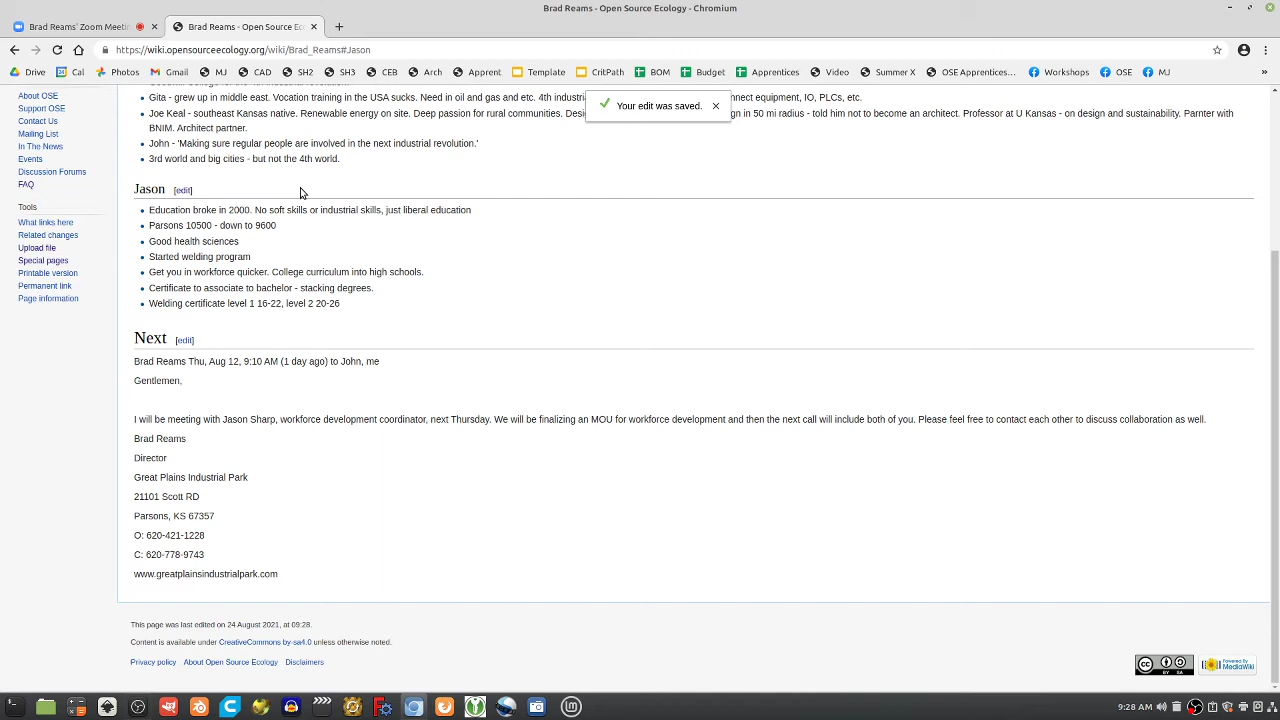 Brad Reams - Open Source Ecology - Chromium
Brad Reams' Zoom Meetin
Brad Reams - Open Source Ec
https://wiki.opensourceecology.org/wiki/Brad_Reams#Jason
Drive Cal Photos Gmail MJ CAD SH2 SH3 CEB Arch Apprent Template CritPath BOM Budget Apprentices Video Summer X OSE Apprentices… Workshops OSE MJ »
About OSE
Support OSE
Contact Us
Mailing List
In The News
Events
Discussion Forums
FAQ
Tools
What links here
Related changes
Upload file
Special pages
Printable version
Permanent link
Page information
Your edit was saved.
Gita - grew up in middle east. Vocation training in the USA sucks. Need in oil and gas and etc. 4th industri nnect equipment, IO, PLCs, etc.
Joe Keal - southeast Kansas native. Renewable energy on site. Deep passion for rural communities. Desi gn in 50 mi radius - told him not to become an architect. Professor at U Kansas - on design and sustainability. Parnter with
BNIM. Architect partner.
John - 'Making sure regular people are involved in the next industrial revolution.'
3rd world and big cities - but not the 4th world.
Jason [edit]
Education broke in 2000. No soft skills or industrial skills, just liberal education
Parsons 10500 - down to 9600
Good health sciences
Started welding program
Get you in workforce quicker. College curriculum into high schools.
Certificate to associate to bachelor - stacking degrees.
Welding certificate level 1 16-22, level 2 20-26
Next [edit]
Brad Reams Thu, Aug 12, 9:10 AM (1 day ago) to John, me
Gentlemen,
I will be meeting with Jason Sharp, workforce development coordinator, next Thursday. We will be finalizing an MOU for workforce development and then the next call will include both of you. Please feel free to contact each other to discuss collaboration as well.
Brad Reams
Director
Great Plains Industrial Park
21101 Scott RD
Parsons, KS 67357
O: 620-421-1228
C: 620-778-9743
www.greatplainsindustrialpark.com
This page was last edited on 24 August 2021, at 09:28.
Content is available under CreativeCommons by-sa4.0 unless otherwise noted.
Privacy policy About Open Source Ecology Disclaimers
Powered By MediaWiki
9:28 AM